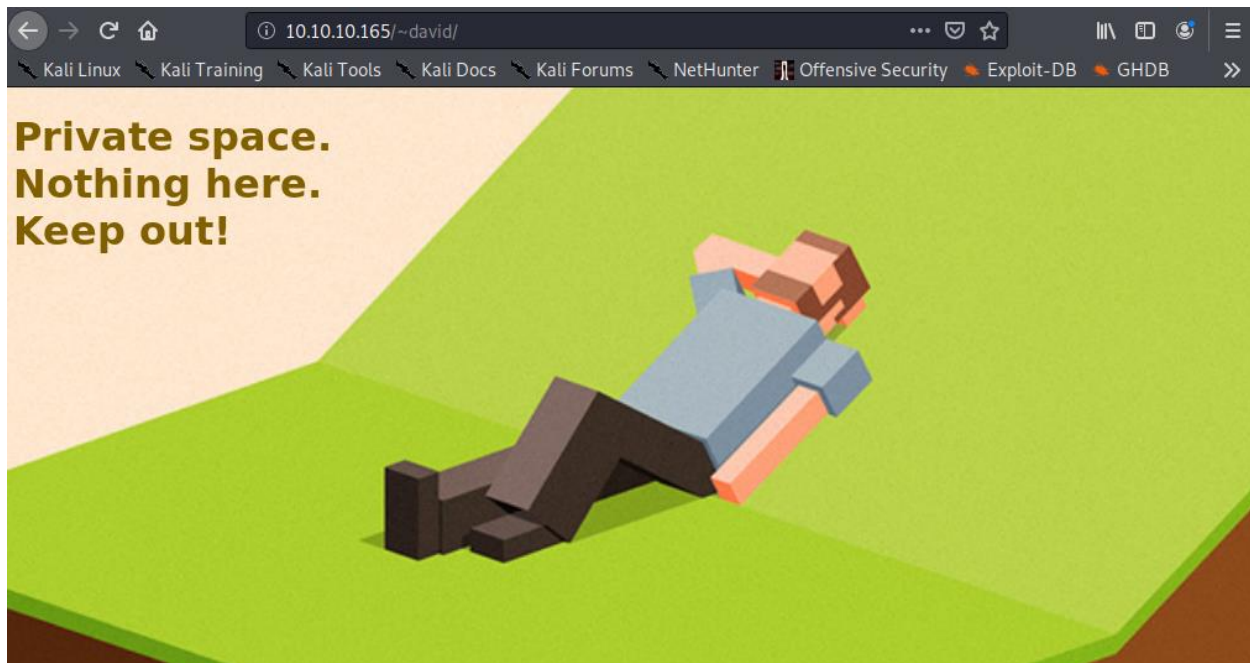 10.10.10.165/~david/
Kali Linux Kali Training Kali Tools Kali Docs Kali Forums NetHunter Offensive Security Exploit-DB GHDB
Private space.
Nothing here.
Keep out!